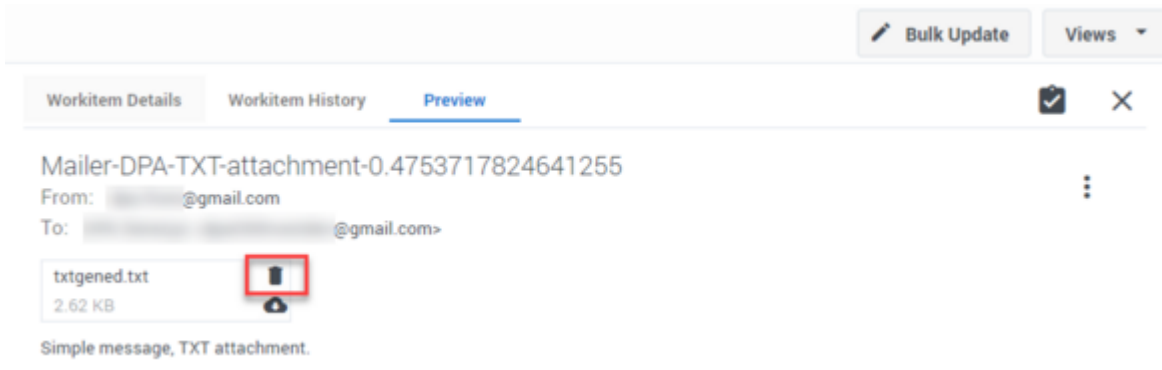 Bulk Update
Views
Workitem Details Workitem History Preview
Mailer-DPA-TXT-attachment-0.4753717824641255
From: @gmail.com
To: @gmail.com>
txtgened.txt
2.62 KB
Simple message, TXT attachment.